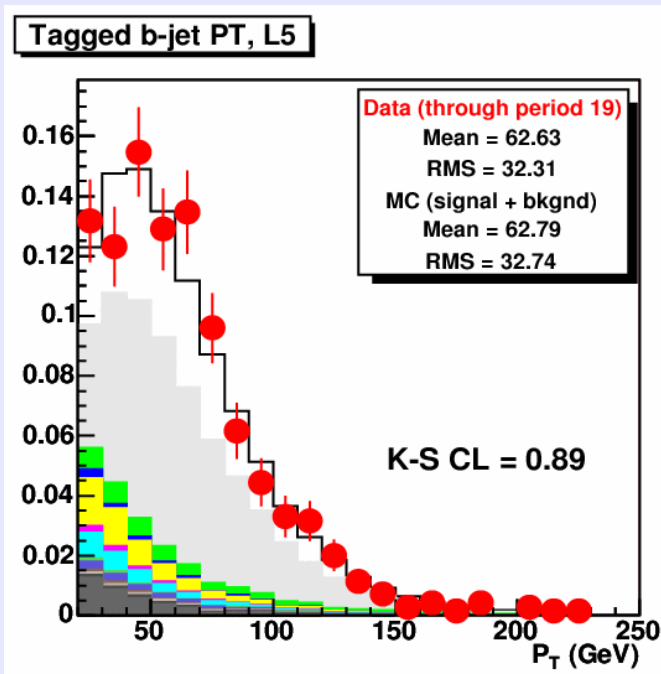 Tagged b-jet PT, L5
Data (through period 19)
Mean = 62.63
RMS = 32.31
MC (signal + bkgnd)
Mean = 62.79
RMS = 32.74
K-S CL = 0.89
0.16
0.14
0.12
0.1
0.08
0.06
0.04
0.02
0
50
100
150
200
250
P_T (GeV)